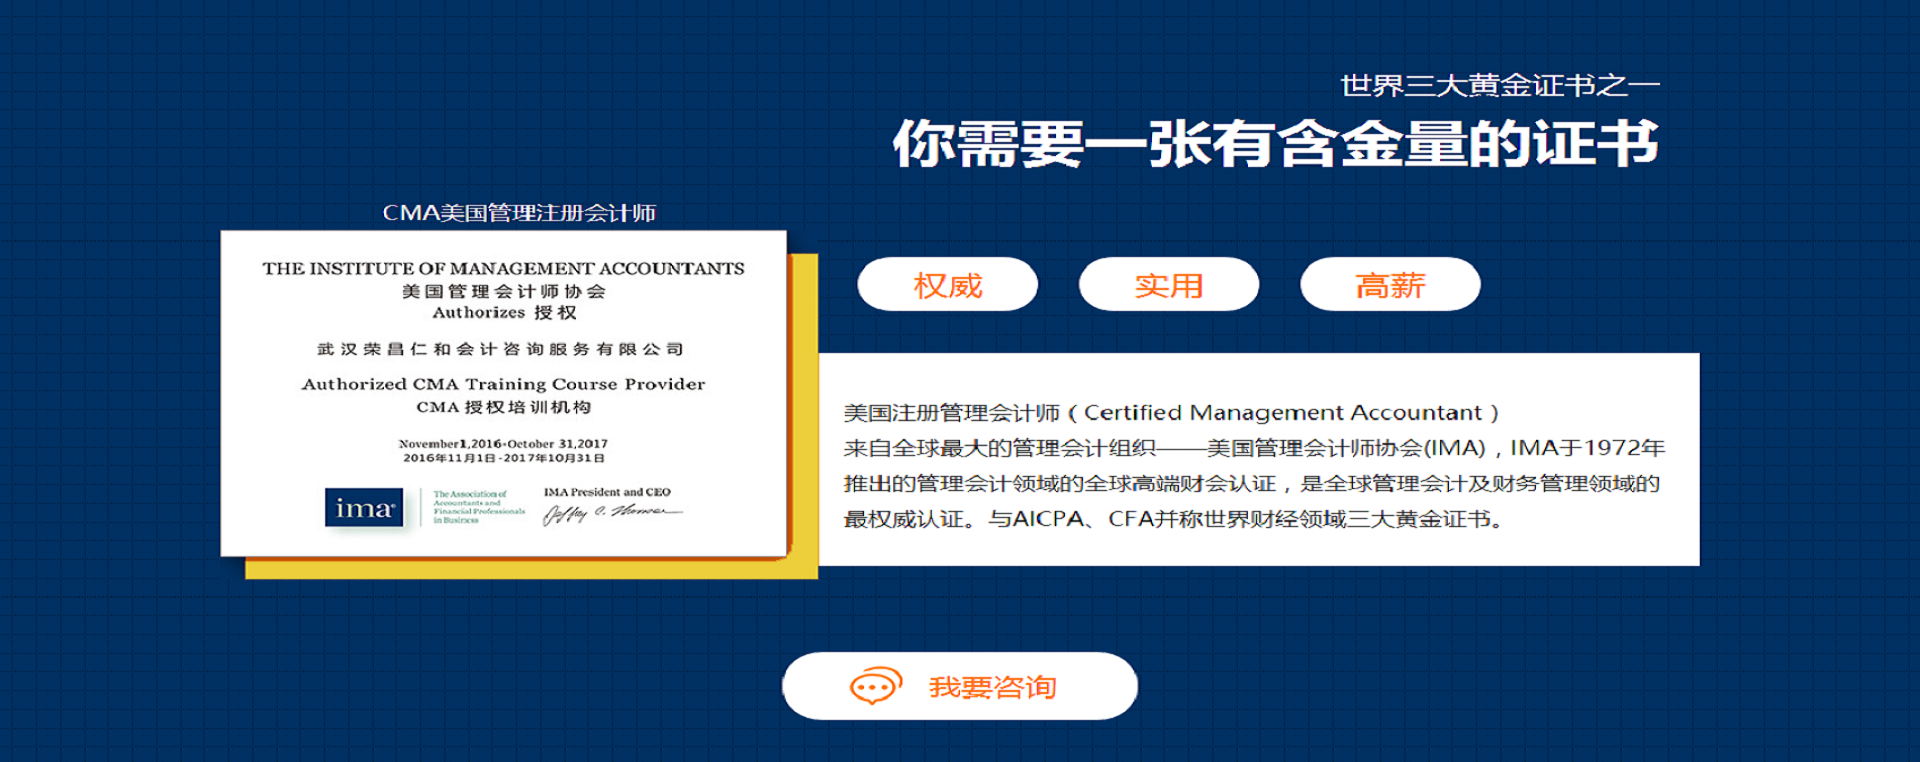 世界三大黄金证书之一
你需要一张有含金量的证书
CMA美国管理注册会计师
THE INSTITUTE OF MANAGEMENT ACCOUNTANTS
美国管理会计师协会
Authorizes 授权
武汉荣昌仁和会计咨询服务有限公司
Authorized CMA Training Course Provider
CMA 授权培训机构
November1,2016-October 31,2017
2016年11月1日-2017年10月31日
ima®
The Association of
Accountants and
Financial Professionals
in Business
IMA President and CEO
权威
实用
高薪
美国注册管理会计师（Certified Management Accountant）
来自全球最大的管理会计组织——美国管理会计师协会(IMA)，IMA于1972年
推出的管理会计领域的全球高端财会认证，是全球管理会计及财务管理领域的
最权威认证。与AICPA、CFA并称世界财经领域三大黄金证书。
我要咨询